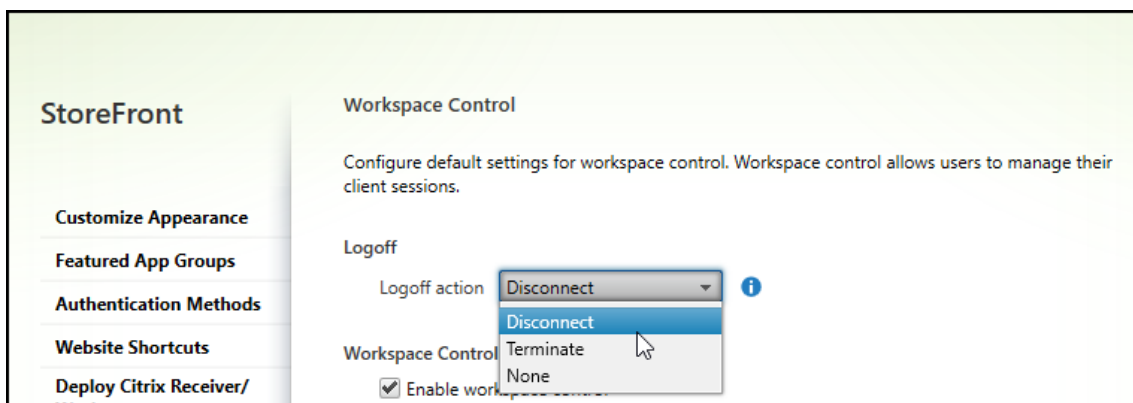 StoreFront
Customize Appearance
Featured App Groups
Authentication Methods
Website Shortcuts
Deploy Citrix Receiver/
Workspace Control
Configure default settings for workspace control. Workspace control allows users to manage their
client sessions.
Logoff
Logoff action Disconnect
Disconnect
Terminate
None
Workspace Control
Enable workspace control